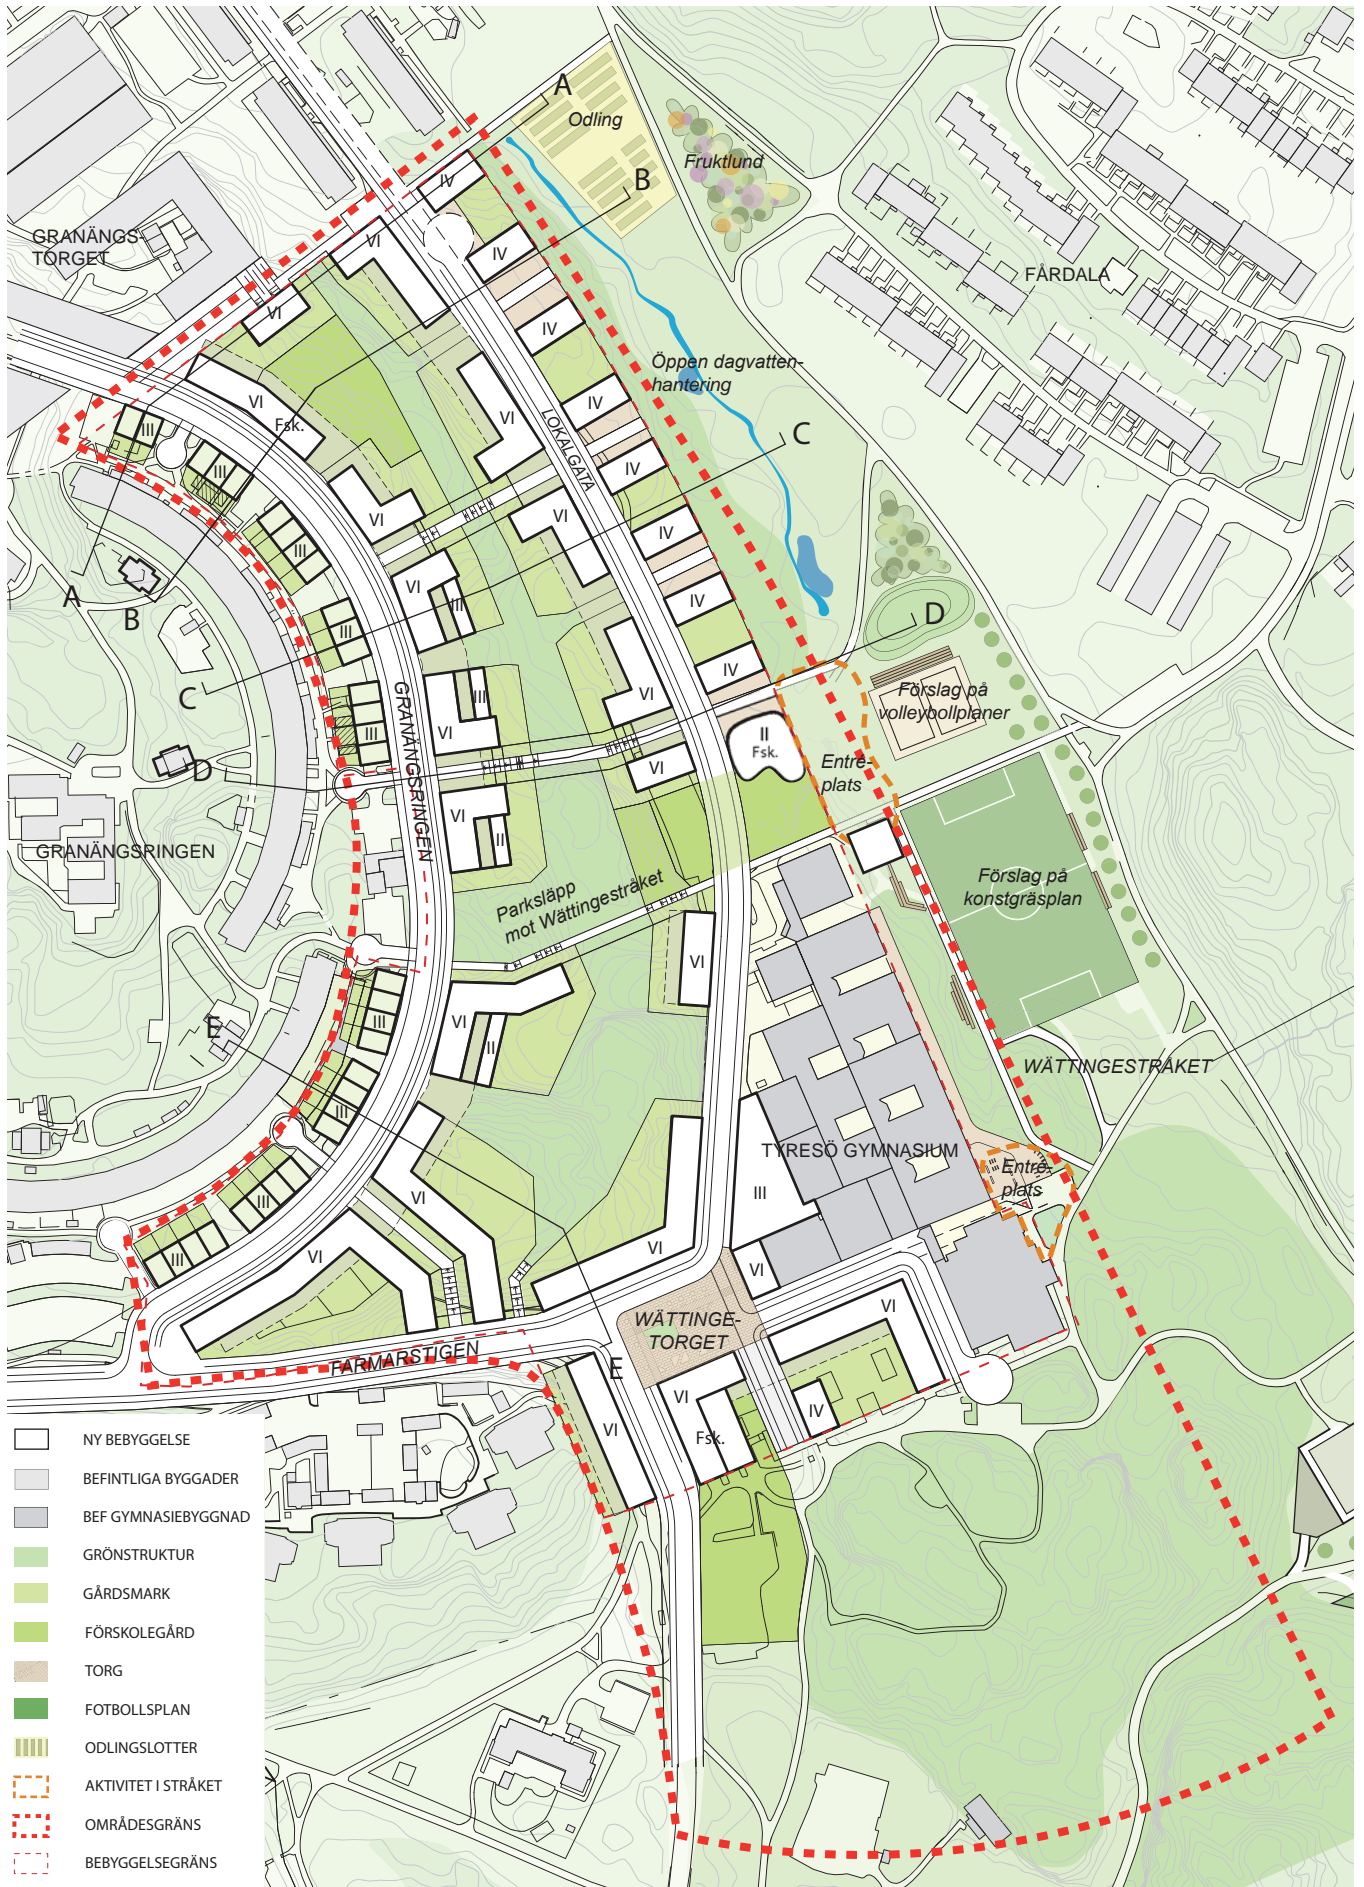 A
Odling
Fruktlund
B
IV
GRANÄNGS-
TORGET
VI
IV
FÅRDALA
VI
IV
Öppen dagvatten-
hantering
VI
Fsk.
VI
IV
LOKALGATA
C
III
III
IV
VI
VI
IV
III
VI
III
IV
A
B
III
D
IV
C
GRANÄNGSRINGEN
III
VI
Förslag på
volleybollplaner
III
VI
II
Fsk.
Entré-
plats
D
VI
VI
II
GRANÄNGSRINGEN
Förslag på
konstgräsplan
Parksläpp
mot Wättingestråket
VI
E
III
VI
II
WÄTTINGESTRÅKET
III
TYRESÖ GYMNASIUM
Entré-
plats
VI
III
III
III
VI
VI
VI
VI
WÄTTINGE-
TORGET
FARMARSTIGEN
E
VI
VI
Fsk.
IV
NY BEBYGGELSE
BEFINTLIGA BYGGADER
BEF GYMNASIEBYGGNAD
GRÖNSTRUKTUR
GÅRDSMARK
FÖRSKOLEGÅRD
TORG
FOTBOLLSPLAN
ODLINGSLOTTER
AKTIVITET I STRÅKET
OMRÅDESGRÄNS
BEBYGGELSEGRÄNS